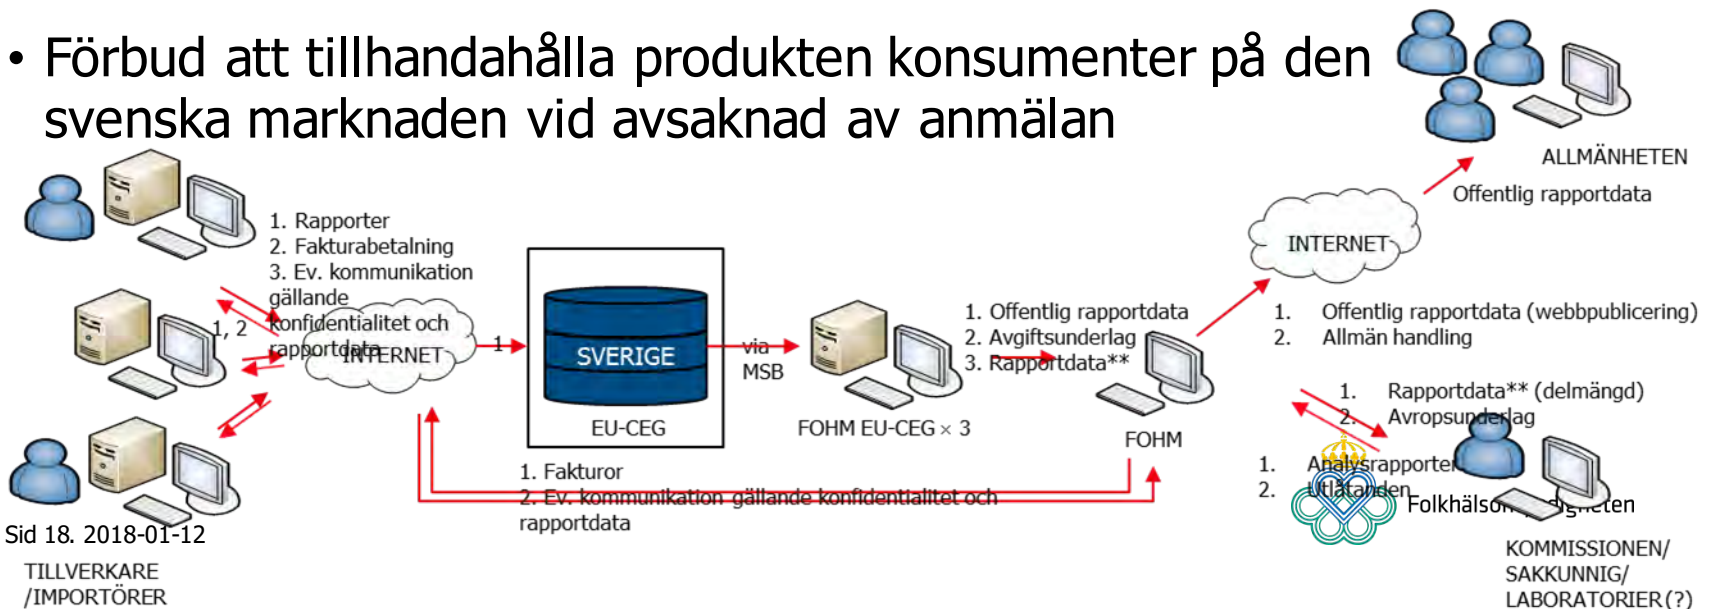 • Förbud att tillhandahålla produkten konsumenter på den
svenska marknaden vid avsaknad av anmälan
ALLMÄNHETEN
Offentlig rapportdata
INTERNET
1. Rapporter
2. Fakturabetalning
3. Ev. kommunikation
gällande
konfidentialitet och
rapportdata
1, 2
INTERNET
1
SVERIGE
EU-CEG
via
MSB
FOHM EU-CEG × 3
1. Offentlig rapportdata
2. Avgiftsunderlag
3. Rapportdata**
FOHM
1. Offentlig rapportdata (webbpublicering)
2. Allmän handling
1. Rapportdata** (delmängd)
2. Avropsunderlag
1. Analysrapporter
2. Utlåtanden
1. Fakturor
2. Ev. kommunikation gällande konfidentialitet och
rapportdata
Folkhälsomyndigheten
Sid 18. 2018-01-12
TILLVERKARE
/IMPORTÖRER
KOMMISSIONEN/
SAKKUNNIG/
LABORATORIER(?)